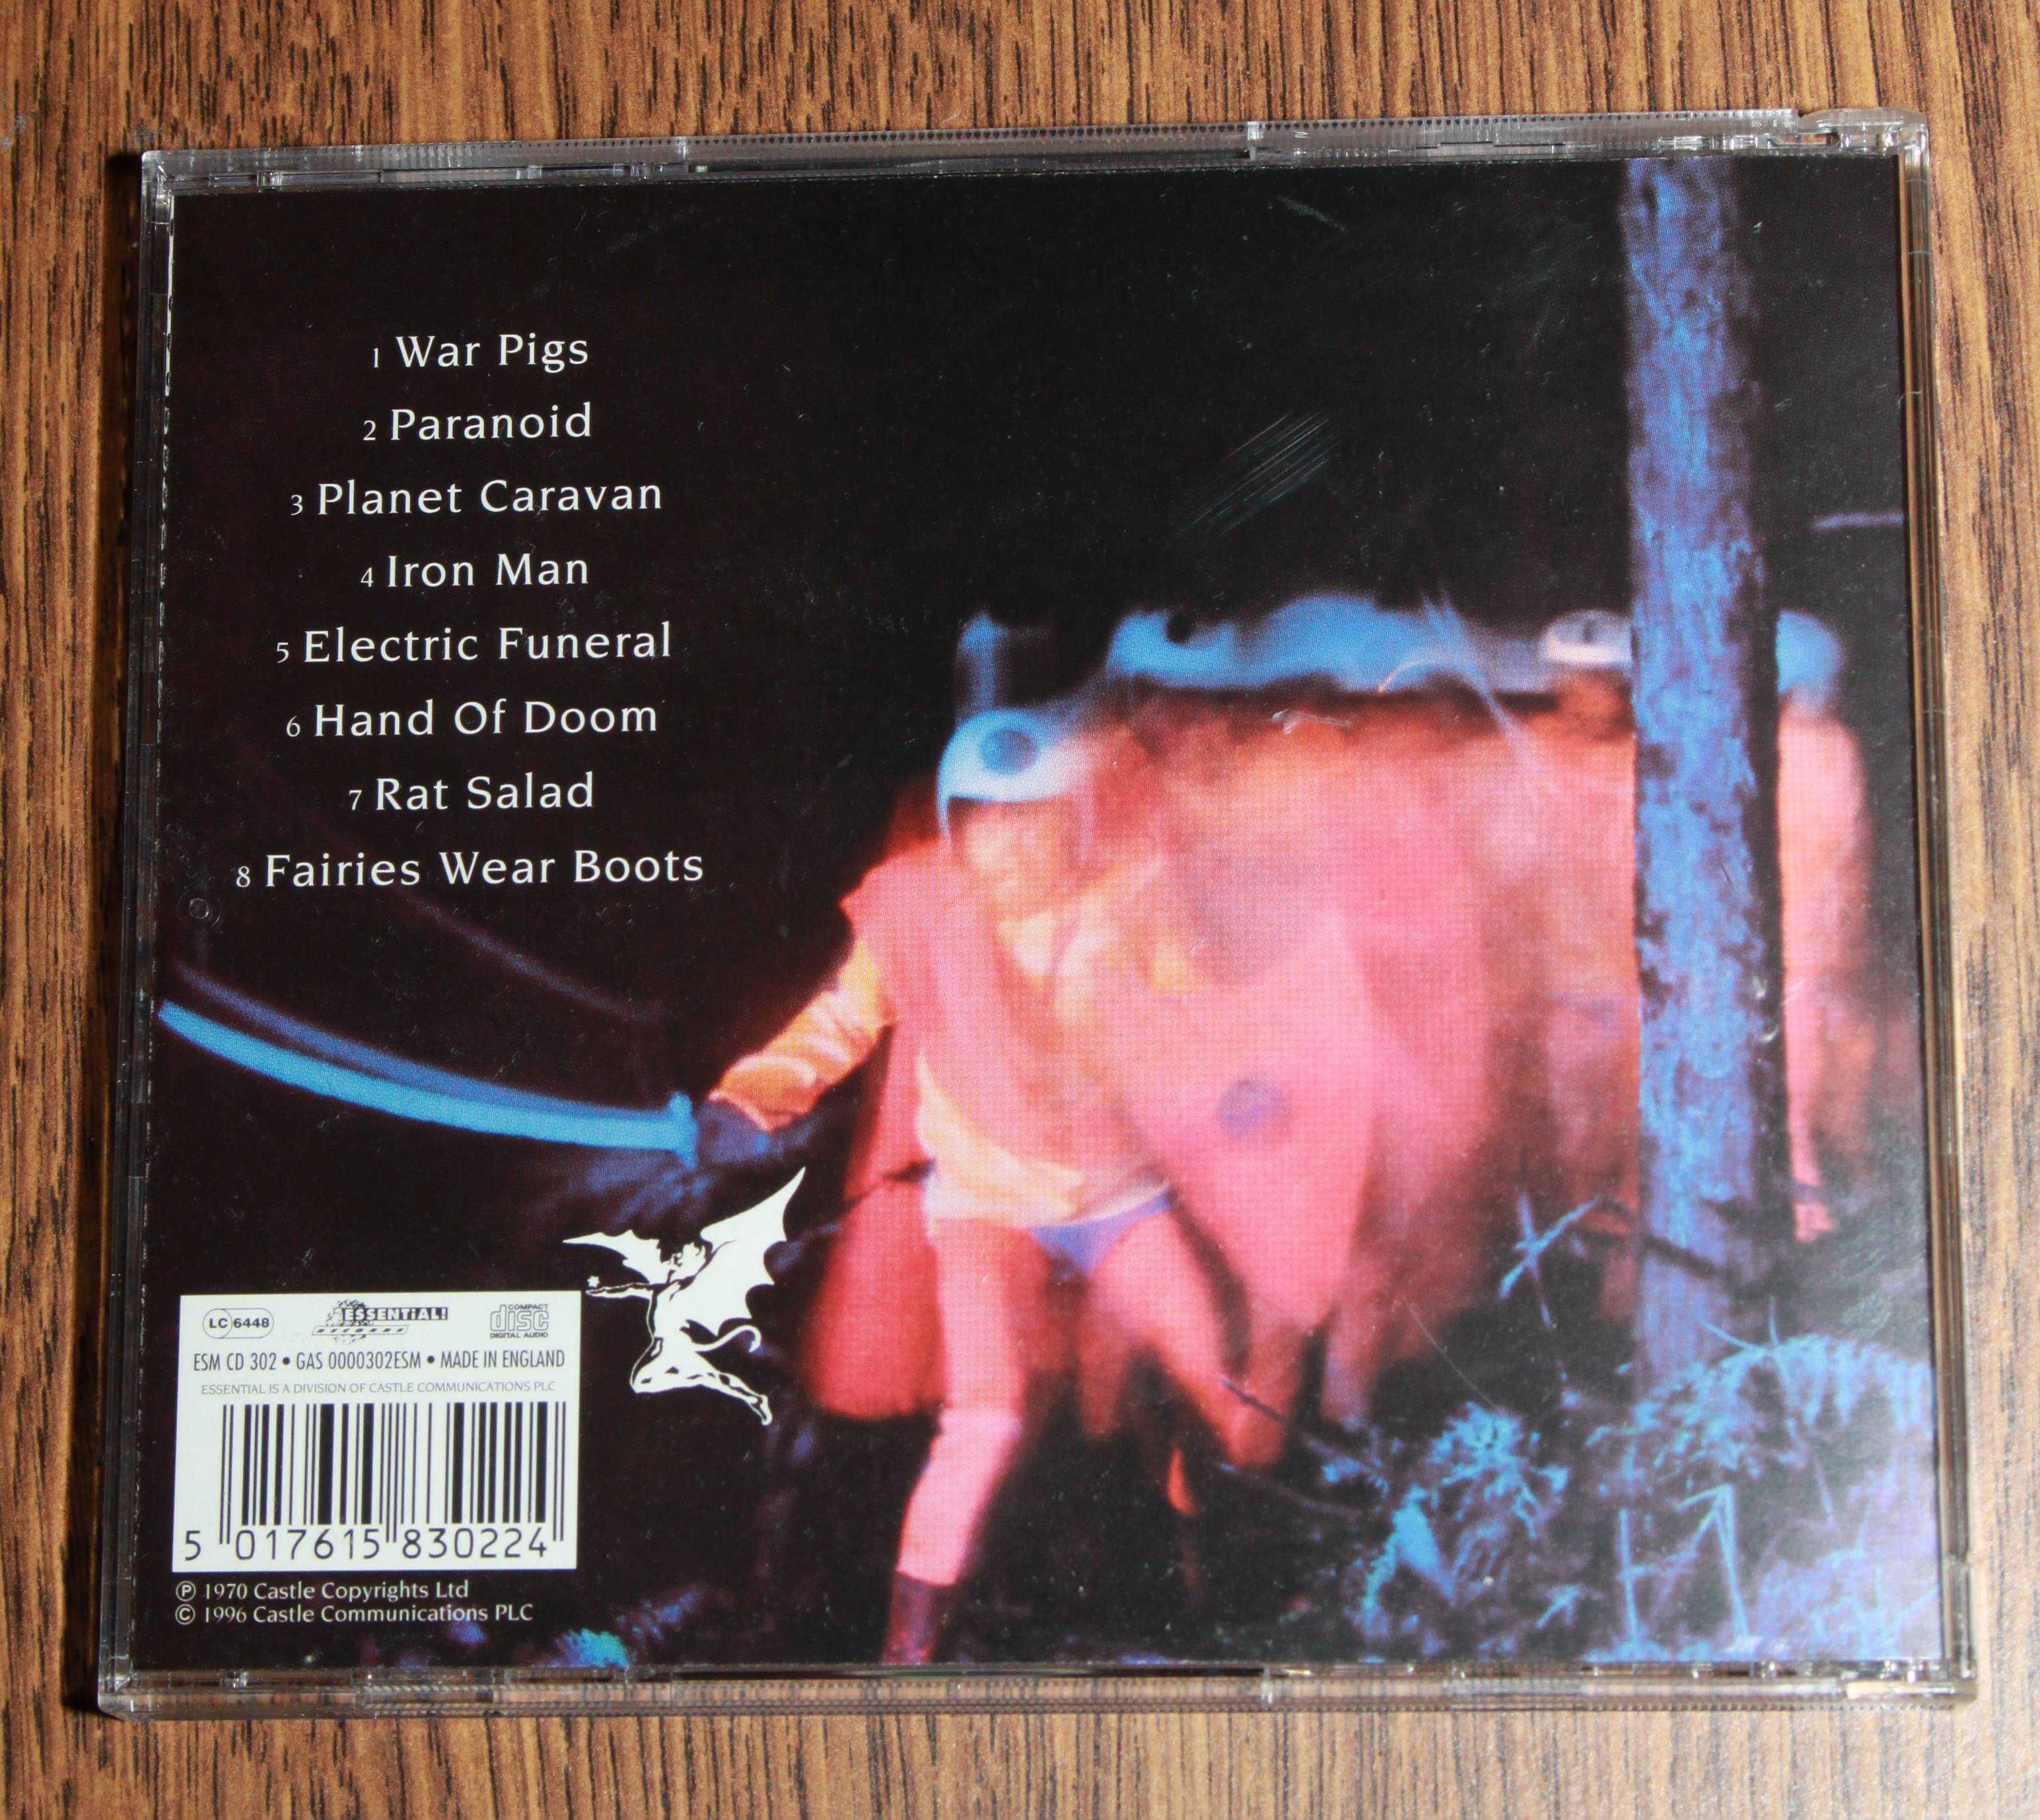 1 War Pigs
2 Paranoid
3 Planet Caravan
4 Iron Man
5 Electric Funeral
6 Hand Of Doom
7 Rat Salad
8 Fairies Wear Boots
LC 6448
ESSENTiAL!
RECORDS
COMPACT
disc
DIGITAL AUDIO
ESM CD 302 • GAS 0000302ESM • MADE IN ENGLAND
ESSENTIAL IS A DIVISION OF CASTLE COMMUNICATIONS PLC
5 017615 830224
℗ 1970 Castle Copyrights Ltd
© 1996 Castle Communications PLC